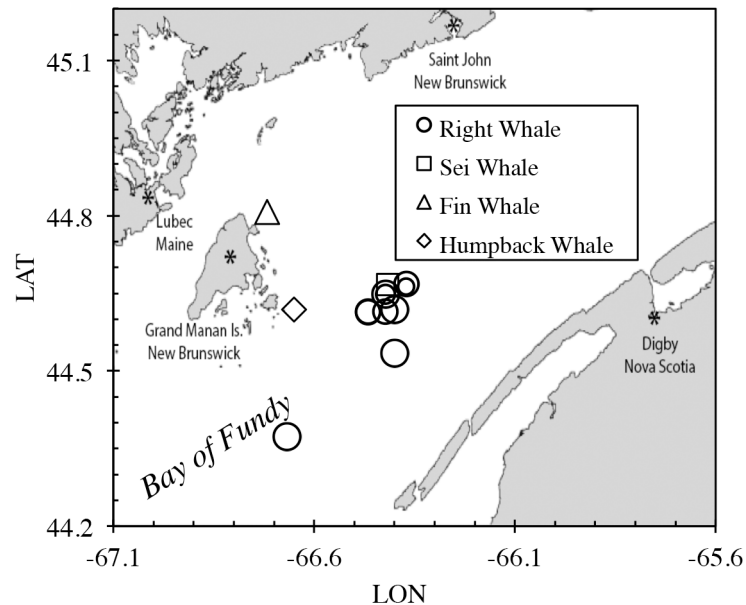 45.1
44.8
44.5
44.2
LAT
*
Saint John
New Brunswick
Right Whale
Sei Whale
Fin Whale
Humpback Whale
*
Lubec
Maine
*
Grand Manan Is.
New Brunswick
*
Digby
Nova Scotia
Bay of Fundy
-67.1
-66.6
-66.1
-65.6
LON